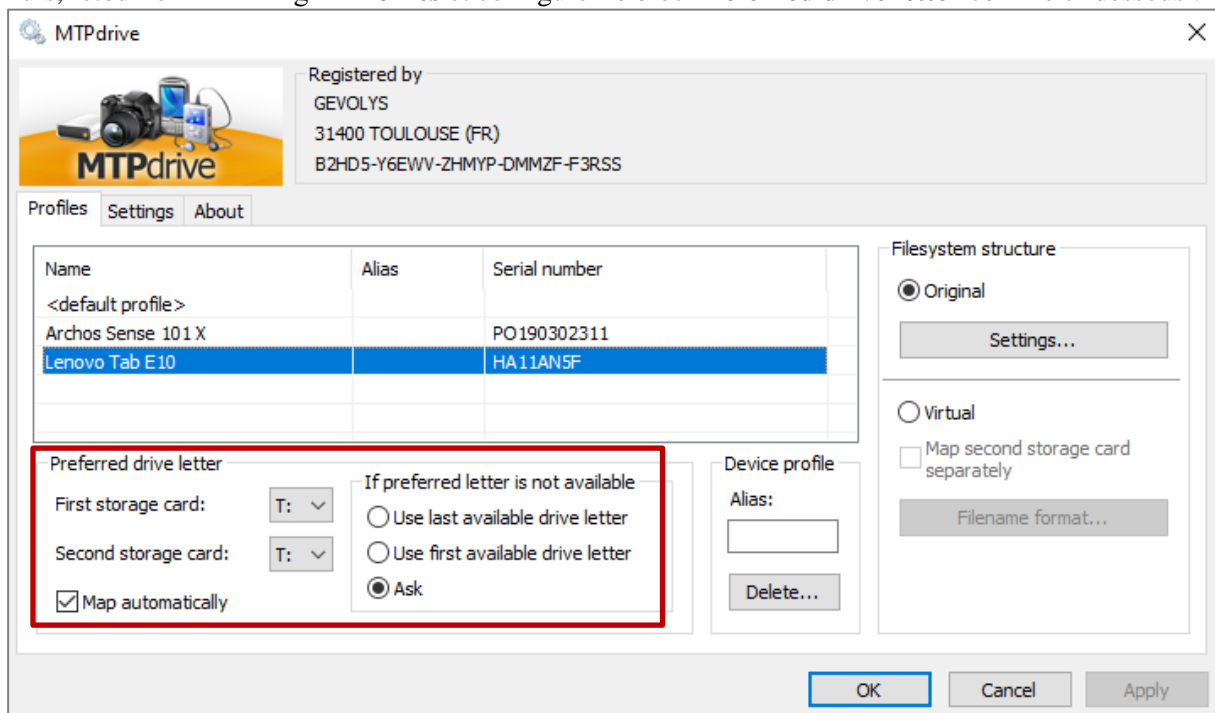 MTPdrive
MTPdrive
Registered by
GEVOLYS
31400 TOULOUSE (FR)
B2HD5-Y6EWV-ZHMYP-DMMZF-F3RSS
Profiles Settings About
Name Alias Serial number
<default profile>
Archos Sense 101 X PO190302311
Lenovo Tab E10 HA11AN5F
Preferred drive letter
First storage card: T:
Second storage card: T:
Map automatically
If preferred letter is not available
Use last available drive letter
Use first available drive letter
Ask
Device profile
Alias:
Delete...
Filesystem structure
Original
Settings...
Virtual
Map second storage card
separately
Filename format...
OK Cancel Apply